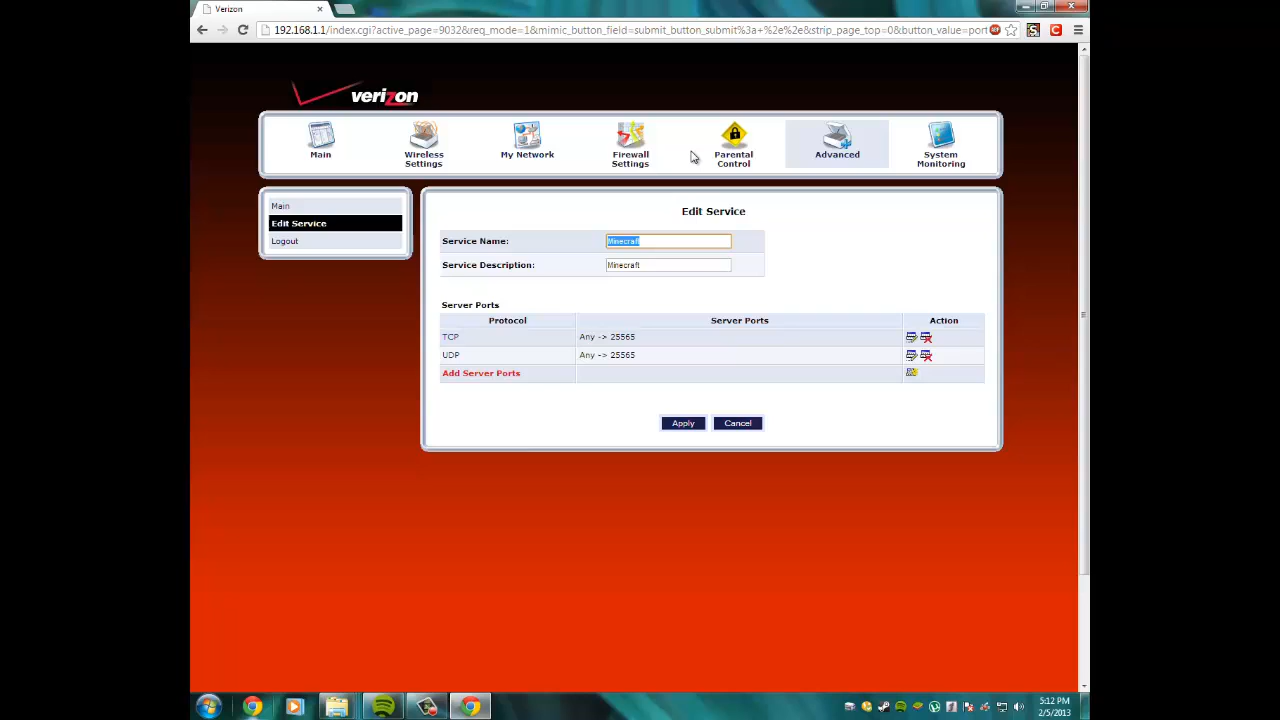 Verizon
192.168.1.1/index.cgi?active_page=9032&req_mode=1&mimic_button_field=submit_button_submit%3a+%2e%2e&strip_page_top=0&button_value=port
verizon
Main
Wireless Settings
My Network
Firewall Settings
Parental Control
Advanced
System Monitoring
Main
Edit Service
Logout
Edit Service
Service Name: Minecraft
Service Description: Minecraft
Server Ports
Protocol Server Ports Action
TCP Any -> 25565
UDP Any -> 25565
Add Server Ports
Apply Cancel
5:12 PM
2/5/2013